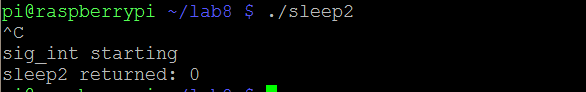 pi@raspberrypi ~/lab8 $ ./sleep2
^C
sig_int starting
sleep2 returned: 0